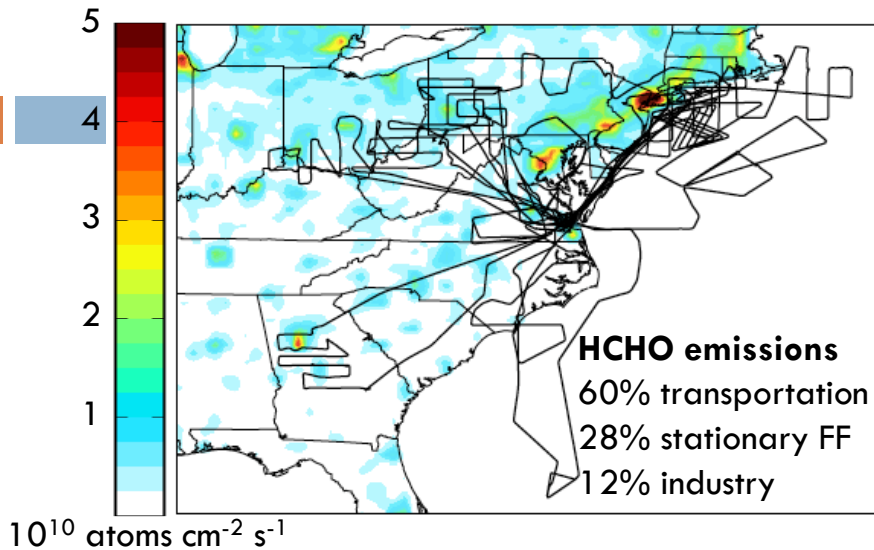 5
4
3
2
1
HCHO emissions
60% transportation
28% stationary FF
12% industry
10¹⁰ atoms cm⁻² s⁻¹